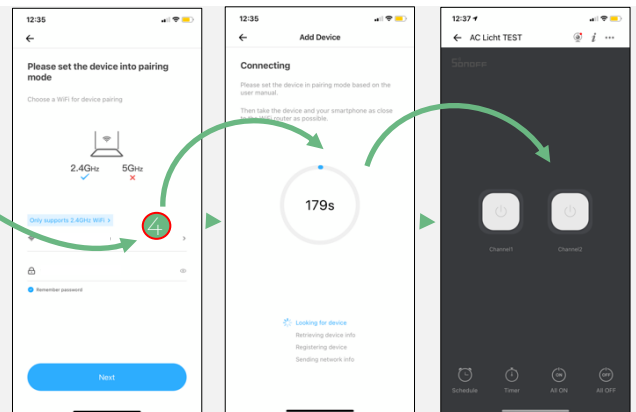 12:35
Please set the device into pairing
mode
Choose a WiFi for device pairing
2.4GHz
5GHz
Only supports 2.4GHz WiFi >
4
Remember password
Next
12:35
Add Device
Connecting
Please set the device in pairing mode based on the
user manual.
Then take the device and your smartphone as close
to the WiFi router as possible.
179s
Looking for device
Retrieving device info
Registering device
Sending network info
12:37
AC Licht TEST
SONOFF
Channel1
Channel2
ON
OFF
Schedule
Timer
All ON
All OFF